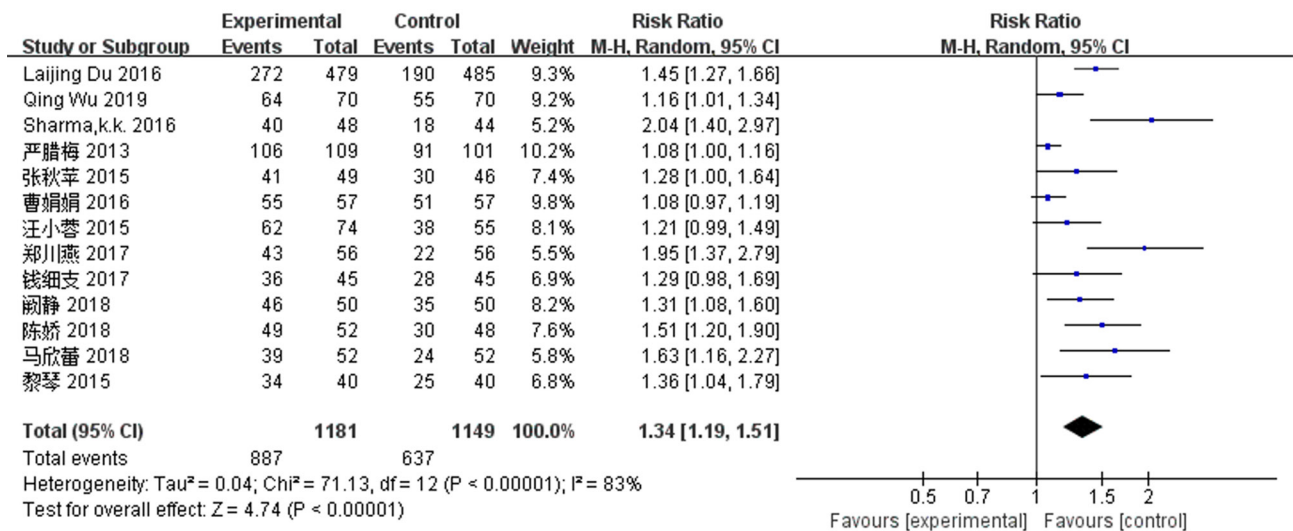 Experimental Control Risk Ratio Risk Ratio
Study or Subgroup Events Total Events Total Weight M-H, Random, 95% CI M-H, Random, 95% CI
Laijing Du 2016 272 479 190 485 9.3% 1.45 [1.27, 1.66]
Qing Wu 2019 64 70 55 70 9.2% 1.16 [1.01, 1.34]
Sharma,k.k. 2016 40 48 18 44 5.2% 2.04 [1.40, 2.97]
严腊梅 2013 106 109 91 101 10.2% 1.08 [1.00, 1.16]
张秋苹 2015 41 49 30 46 7.4% 1.28 [1.00, 1.64]
曹娟娟 2016 55 57 51 57 9.8% 1.08 [0.97, 1.19]
汪小蓉 2015 62 74 38 55 8.1% 1.21 [0.99, 1.49]
郑川燕 2017 43 56 22 56 5.5% 1.95 [1.37, 2.79]
钱细支 2017 36 45 28 45 6.9% 1.29 [0.98, 1.69]
阚静 2018 46 50 35 50 8.2% 1.31 [1.08, 1.60]
陈娇 2018 49 52 30 48 7.6% 1.51 [1.20, 1.90]
马欣蕾 2018 39 52 24 52 5.8% 1.63 [1.16, 2.27]
黎琴 2015 34 40 25 40 6.8% 1.36 [1.04, 1.79]
Total (95% CI) 1181 1149 100.0% 1.34 [1.19, 1.51]
Total events 887 637
Heterogeneity: Tau² = 0.04; Chi² = 71.13, df = 12 (P < 0.00001); I² = 83%
Test for overall effect: Z = 4.74 (P < 0.00001)
0.5 0.7 1 1.5 2
Favours [experimental] Favours [control]